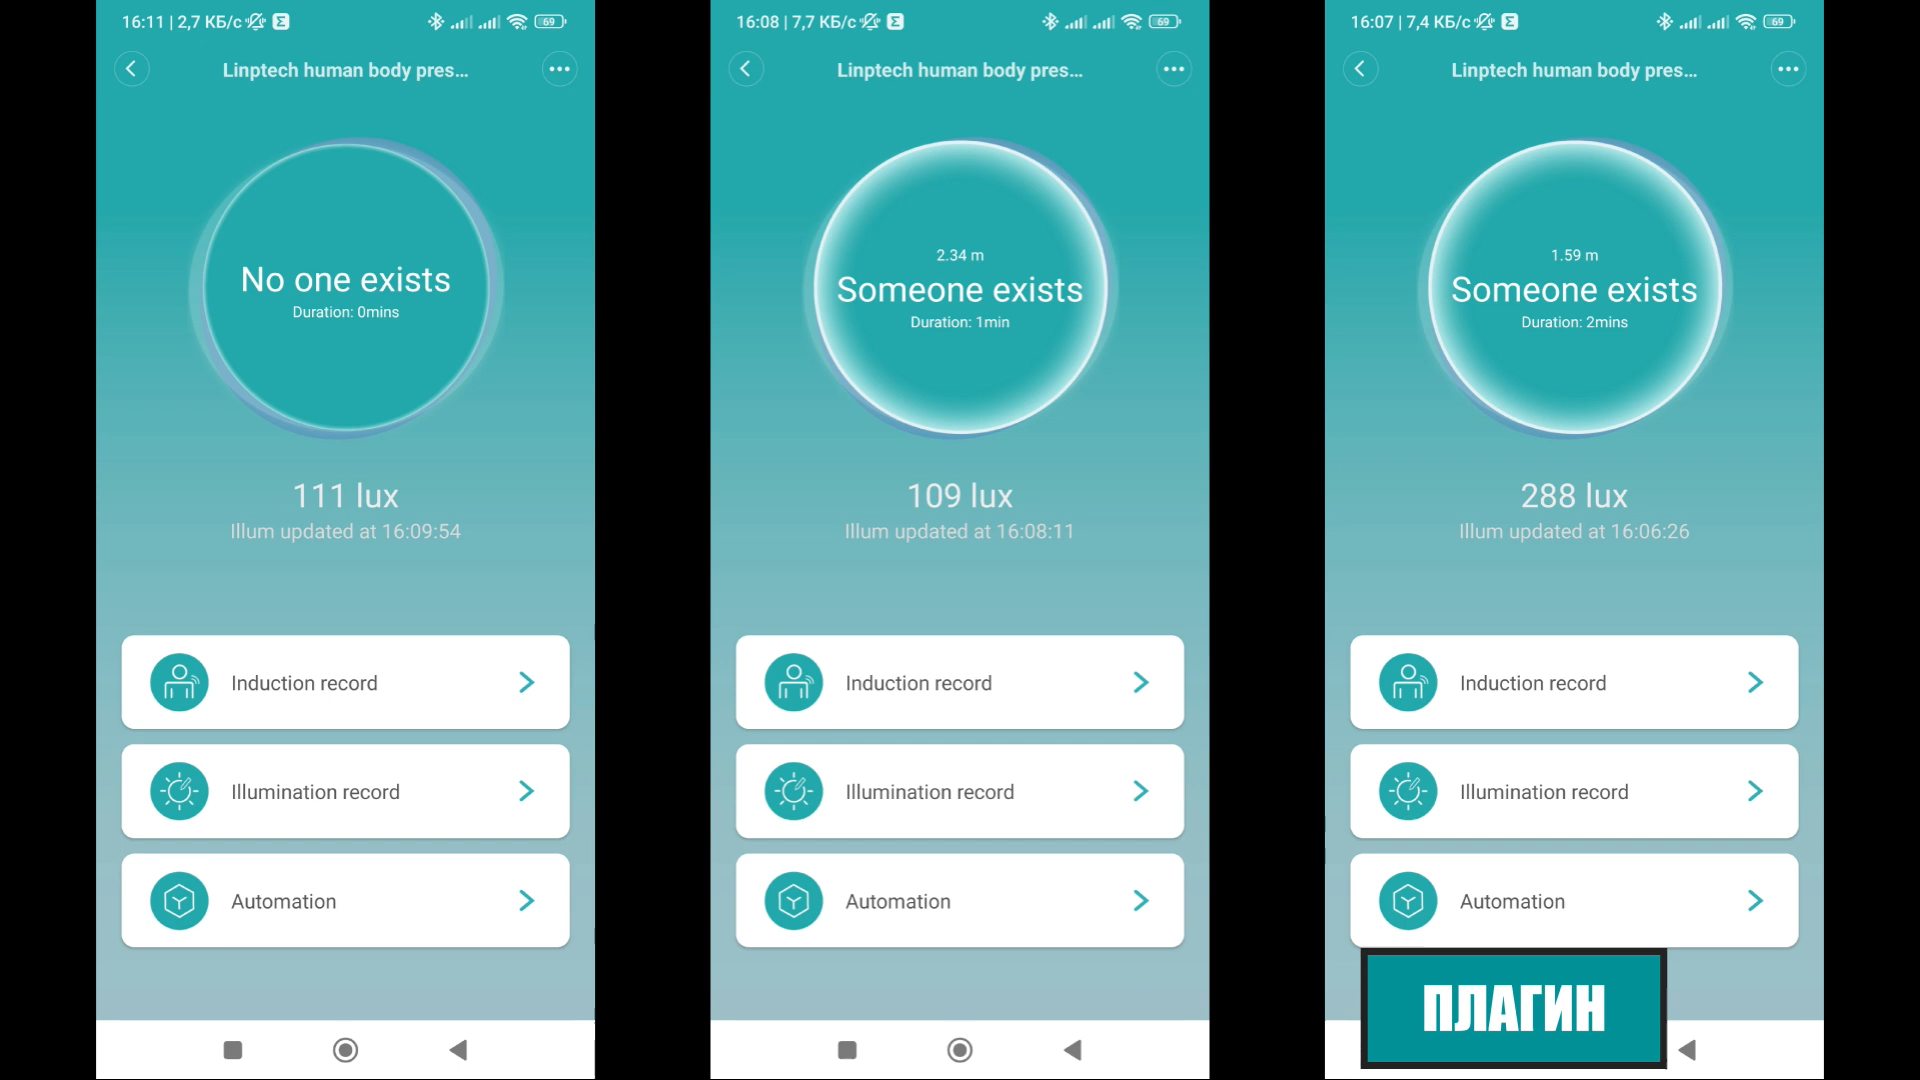 16:11 | 2,7 КБ/с
69
Linptech human body pres...
No one exists
Duration: 0mins
111 lux
Illum updated at 16:09:54
Induction record
Illumination record
Automation
16:08 | 7,7 КБ/с
69
Linptech human body pres...
2.34 m
Someone exists
Duration: 1min
109 lux
Illum updated at 16:08:11
Induction record
Illumination record
Automation
16:07 | 7,4 КБ/с
69
Linptech human body pres...
1.59 m
Someone exists
Duration: 2mins
288 lux
Illum updated at 16:06:26
Induction record
Illumination record
Automation
ПЛАГИН